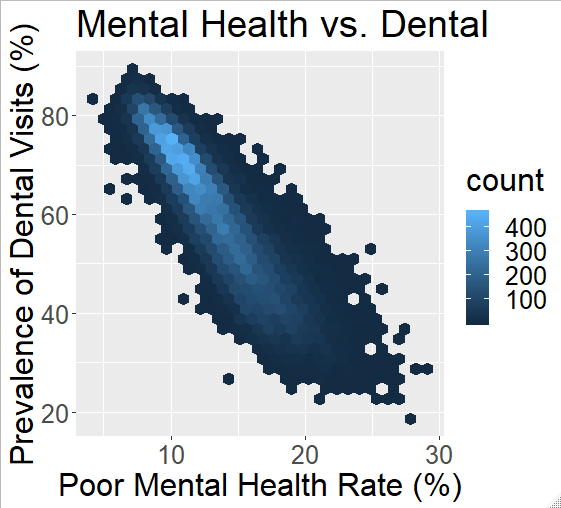 Mental Health vs. Dental
Prevalence of Dental Visits (%)
80
60
40
20
10
20
30
Poor Mental Health Rate (%)
count
400
300
200
100